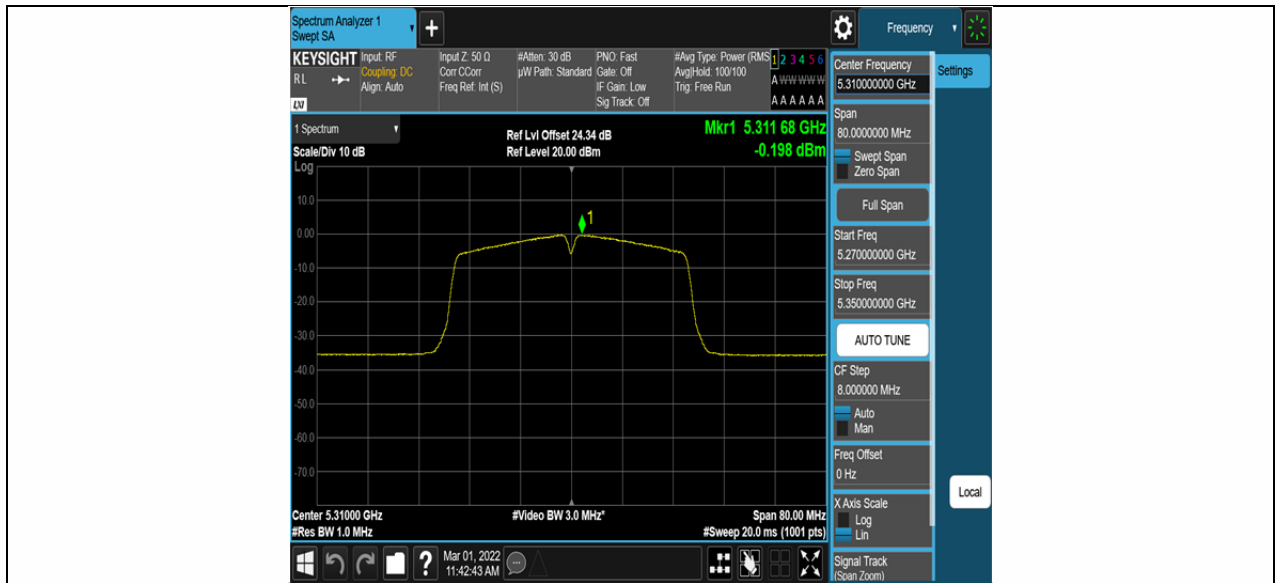 Spectrum Analyzer 1
Swept SA
+
Frequency
KEYSIGHT
RL
LXI
Input: RF
Coupling: DC
Align: Auto
Input Z: 50 Ω
Corr CCorr
Freq Ref: Int (S)
#Atten: 30 dB
µW Path: Standard
PNO: Fast
Gate: Off
IF Gain: Low
Sig Track: Off
#Avg Type: Power (RMS
Avg|Hold: 100/100
Trig: Free Run
1 2 3 4 5 6
A W W W W W
A A A A A A
1 Spectrum
Scale/Div 10 dB
Log
Ref Lvl Offset 24.34 dB
Ref Level 20.00 dBm
Mkr1 5.311 68 GHz
-0.198 dBm
10.0
0.00
-10.0
-20.0
-30.0
-40.0
-50.0
-60.0
-70.0
1
Center 5.31000 GHz
#Res BW 1.0 MHz
#Video BW 3.0 MHz*
Span 80.00 MHz
#Sweep 20.0 ms (1001 pts)
?
Mar 01, 2022
11:42:43 AM
Center Frequency
5.310000000 GHz
Span
80.0000000 MHz
Swept Span
Zero Span
Full Span
Start Freq
5.270000000 GHz
Stop Freq
5.350000000 GHz
AUTO TUNE
CF Step
8.000000 MHz
Auto
Man
Freq Offset
0 Hz
X Axis Scale
Log
Lin
Signal Track
(Span Zoom)
Settings
Local